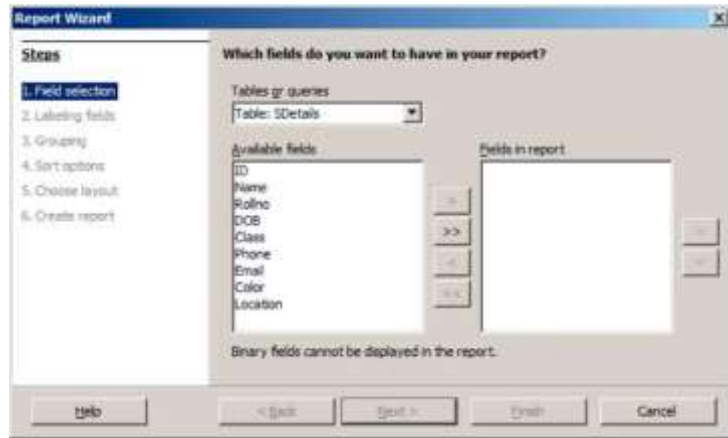 Report Wizard
Steps
1. Field selection
2. Labeling fields
3. Grouping
4. Sort options
5. Choose layout
6. Create report
Which fields do you want to have in your report?
Tables or queries
Table: SDetails
Available fields
ID
Name
Rollno
DOB
Class
Phone
Email
Color
Location
>
>>
<
<<
Fields in report
Binary fields cannot be displayed in the report.
Help
< Back
Next >
Finish
Cancel